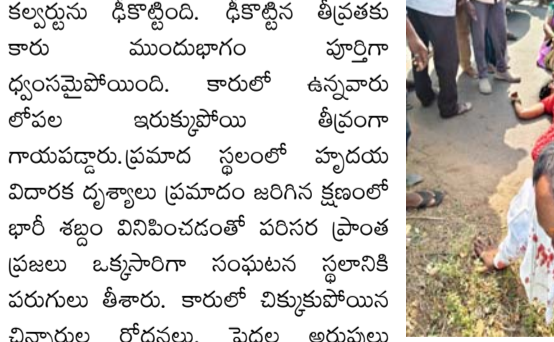 కల్వర్టును ఢీకొట్టింది. ఢీకొట్టిన తీవ్రతకు
కారు ముందుభాగం పూర్తిగా
ధ్వంసమైపోయింది. కారులో ఉన్నవారు
లోపల ఇరుక్కుపోయి తీవ్రంగా
గాయపడ్డారు.ప్రమాద స్థలంలో హృదయ
విదారక దృశ్యాలు ప్రమాదం జరిగిన క్షణంలో
భారీ శబ్దం వినిపించడంతో పరిసర ప్రాంత
ప్రజలు ఒక్కసారిగా సంఘటన స్థలానికి
పరుగులు తీశారు. కారులో చిక్కుకుపోయిన
చిన్నారుల రోదనలు, పెద్దల అరుపులు